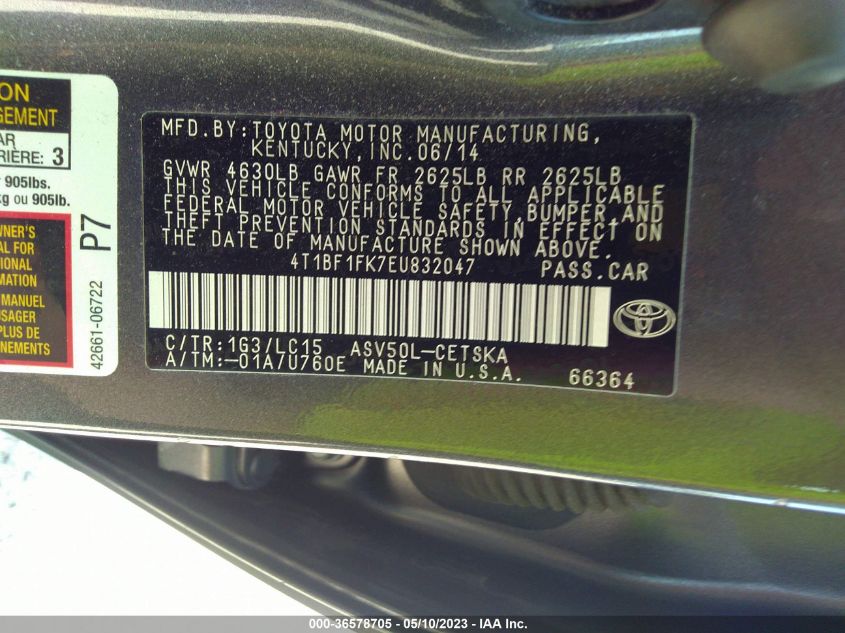 ON
GEMENT
AR
RIÈRE: 3
r 905lbs.
kg ou 905lb.
WNER'S
AL FOR
IONAL
RMATION
MANUEL
USAGER
PLUS DE
NEMENTS
P7
42661-06722
MFD.BY:TOYOTA MOTOR MANUFACTURING,
KENTUCKY,INC.06/14
GVWR 4630LB GAWR FR 2625LB RR 2625LB
THIS VEHICLE CONFORMS TO ALL APPLICABLE
FEDERAL MOTOR VEHICLE SAFETY,BUMPER,AND
THEFT PREVENTION STANDARDS IN EFFECT ON
THE DATE OF MANUFACTURE SHOWN ABOVE.
4T1BF1FK7EU832047 PASS.CAR
C/TR:1G3/LC15 ASV50L-CETSKA
A/TM:-01A/U760E MADE IN U.S.A. 66364
000-36578705 - 05/10/2023 - IAA Inc.